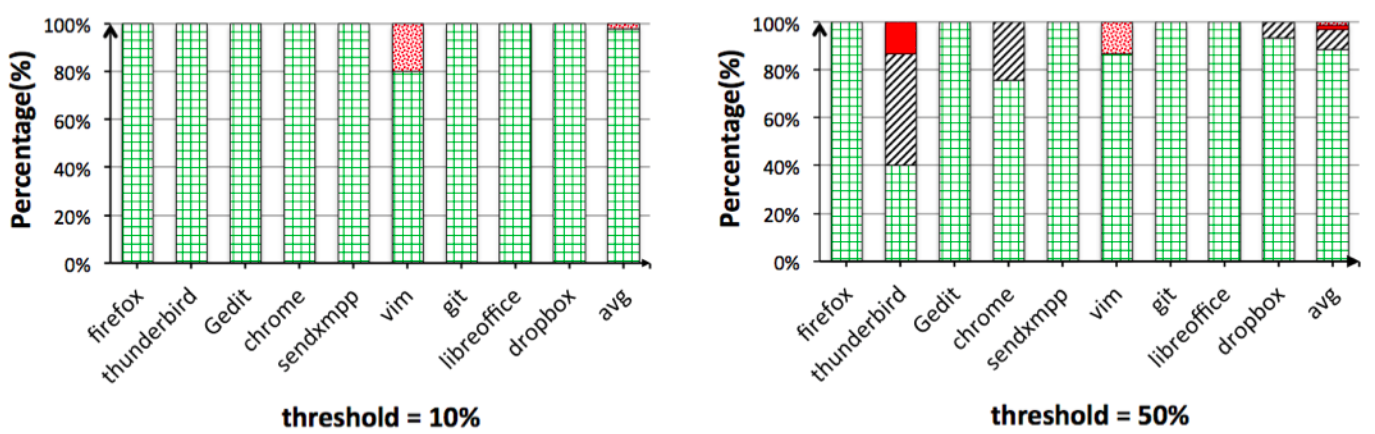 Percentage(%)
100%
80%
60%
40%
20%
0%
firefox
thunderbird
Gedit
chrome
sendxmpp
vim
git
libreoffice
dropbox
avg
threshold = 10%
Percentage(%)
100%
80%
60%
40%
20%
0%
firefox
thunderbird
Gedit
chrome
sendxmpp
vim
git
libreoffice
dropbox
avg
threshold = 50%